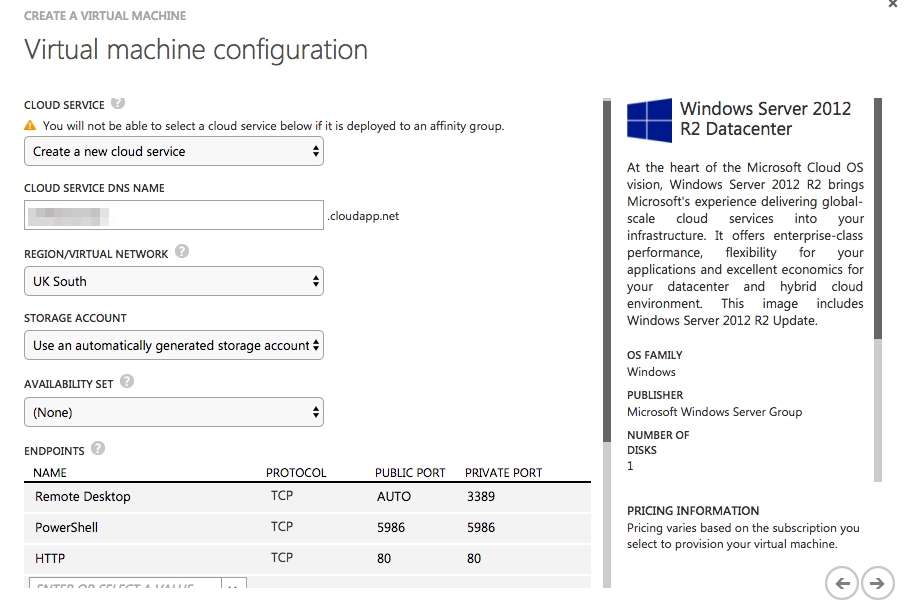 CREATE A VIRTUAL MACHINE
Virtual machine configuration
CLOUD SERVICE ?
You will not be able to select a cloud service below if it is deployed to an affinity group.
Create a new cloud service
CLOUD SERVICE DNS NAME
.cloudapp.net
REGION/VIRTUAL NETWORK ?
UK South
STORAGE ACCOUNT
Use an automatically generated storage account
AVAILABILITY SET ?
(None)
ENDPOINTS ?
NAME PROTOCOL PUBLIC PORT PRIVATE PORT
Remote Desktop TCP AUTO 3389
PowerShell TCP 5986 5986
HTTP TCP 80 80
ENTER OR SELECT A VALUE
Windows Server 2012
R2 Datacenter
At the heart of the Microsoft Cloud OS
vision, Windows Server 2012 R2 brings
Microsoft's experience delivering global-
scale cloud services into your
infrastructure. It offers enterprise-class
performance, flexibility for your
applications and excellent economics for
your datacenter and hybrid cloud
environment. This image includes
Windows Server 2012 R2 Update.
OS FAMILY
Windows
PUBLISHER
Microsoft Windows Server Group
NUMBER OF
DISKS
1
PRICING INFORMATION
Pricing varies based on the subscription you
select to provision your virtual machine.